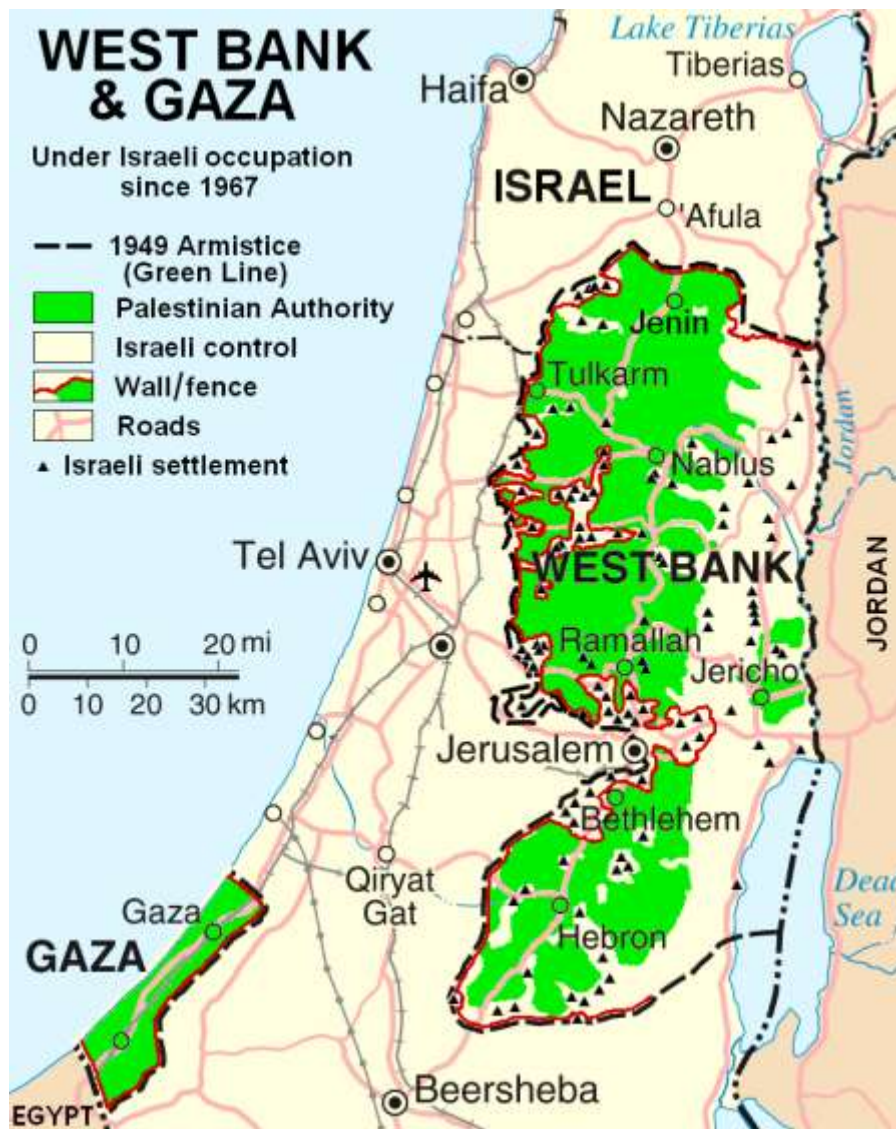 WEST BANK
& GAZA
Under Israeli occupation
since 1967
1949 Armistice
(Green Line)
Palestinian Authority
Israeli control
Wall/fence
Roads
Israeli settlement
Lake Tiberias
Tiberias
Haifa
Nazareth
ISRAEL
'Afula
Jenin
Tulkarm
Jordan
Nablus
Tel Aviv
WEST BANK
JORDAN
0 10 20 mi
0 10 20 30 km
Ramallah
Jericho
Jerusalem
Bethlehem
Qiryat
Gat
Dead
Sea
Gaza
GAZA
Hebron
Beersheba
EGYPT